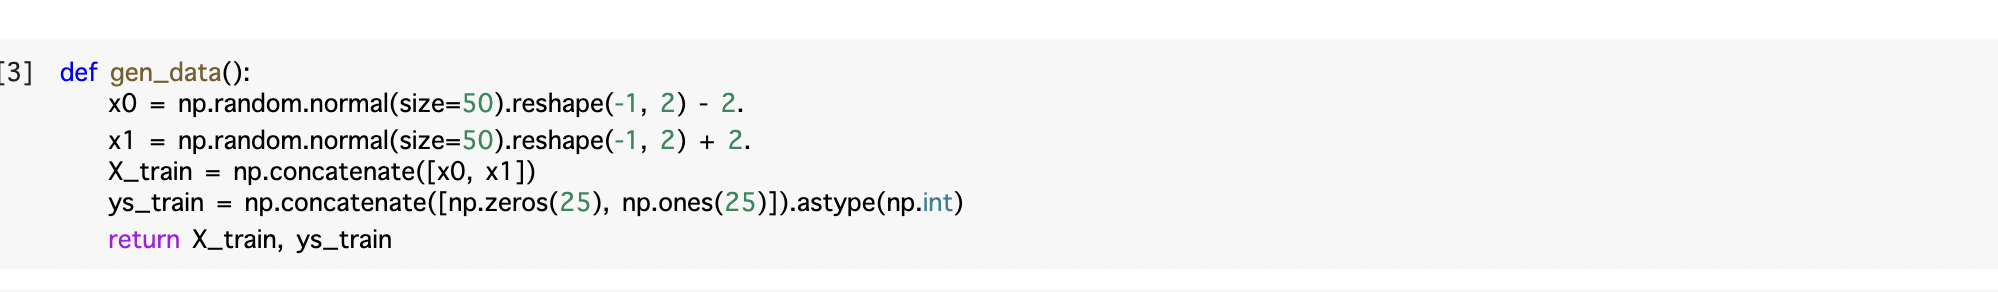 [3] def gen_data():
    x0 = np.random.normal(size=50).reshape(-1, 2) - 2.
    x1 = np.random.normal(size=50).reshape(-1, 2) + 2.
    X_train = np.concatenate([x0, x1])
    ys_train = np.concatenate([np.zeros(25), np.ones(25)]).astype(np.int)
    return X_train, ys_train